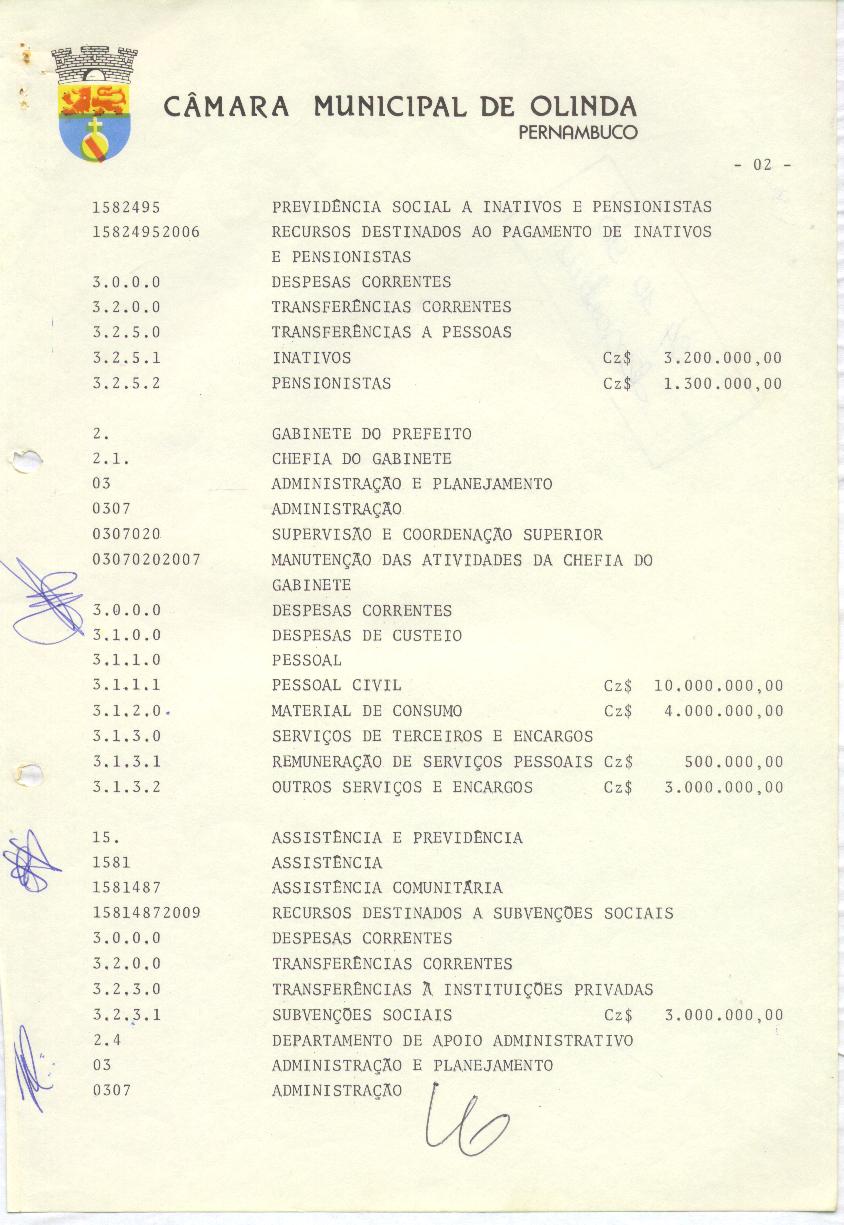 CÂMARA MUNICIPAL DE OLINDA
PERNAMBUCO
- 02 -
1582495 PREVIDÊNCIA SOCIAL A INATIVOS E PENSIONISTAS
15824952006 RECURSOS DESTINADOS AO PAGAMENTO DE INATIVOS
E PENSIONISTAS
3.0.0.0 DESPESAS CORRENTES
3.2.0.0 TRANSFERÊNCIAS CORRENTES
3.2.5.0 TRANSFERÊNCIAS A PESSOAS
3.2.5.1 INATIVOS Cz$ 3.200.000,00
3.2.5.2 PENSIONISTAS Cz$ 1.300.000,00
2. GABINETE DO PREFEITO
2.1. CHEFIA DO GABINETE
03 ADMINISTRAÇÃO E PLANEJAMENTO
0307 ADMINISTRAÇÃO
0307020 SUPERVISÃO E COORDENAÇÃO SUPERIOR
03070202007 MANUTENÇÃO DAS ATIVIDADES DA CHEFIA DO
GABINETE
3.0.0.0 DESPESAS CORRENTES
3.1.0.0 DESPESAS DE CUSTEIO
3.1.1.0 PESSOAL
3.1.1.1 PESSOAL CIVIL Cz$ 10.000.000,00
3.1.2.0 MATERIAL DE CONSUMO Cz$ 4.000.000,00
3.1.3.0 SERVIÇOS DE TERCEIROS E ENCARGOS
3.1.3.1 REMUNERAÇÃO DE SERVIÇOS PESSOAIS Cz$ 500.000,00
3.1.3.2 OUTROS SERVIÇOS E ENCARGOS Cz$ 3.000.000,00
15. ASSISTÊNCIA E PREVIDÊNCIA
1581 ASSISTÊNCIA
1581487 ASSISTÊNCIA COMUNITÁRIA
15814872009 RECURSOS DESTINADOS A SUBVENÇÕES SOCIAIS
3.0.0.0 DESPESAS CORRENTES
3.2.0.0 TRANSFERÊNCIAS CORRENTES
3.2.3.0 TRANSFERÊNCIAS À INSTITUIÇÕES PRIVADAS
3.2.3.1 SUBVENÇÕES SOCIAIS Cz$ 3.000.000,00
2.4 DEPARTAMENTO DE APOIO ADMINISTRATIVO
03 ADMINISTRAÇÃO E PLANEJAMENTO
0307 ADMINISTRAÇÃO